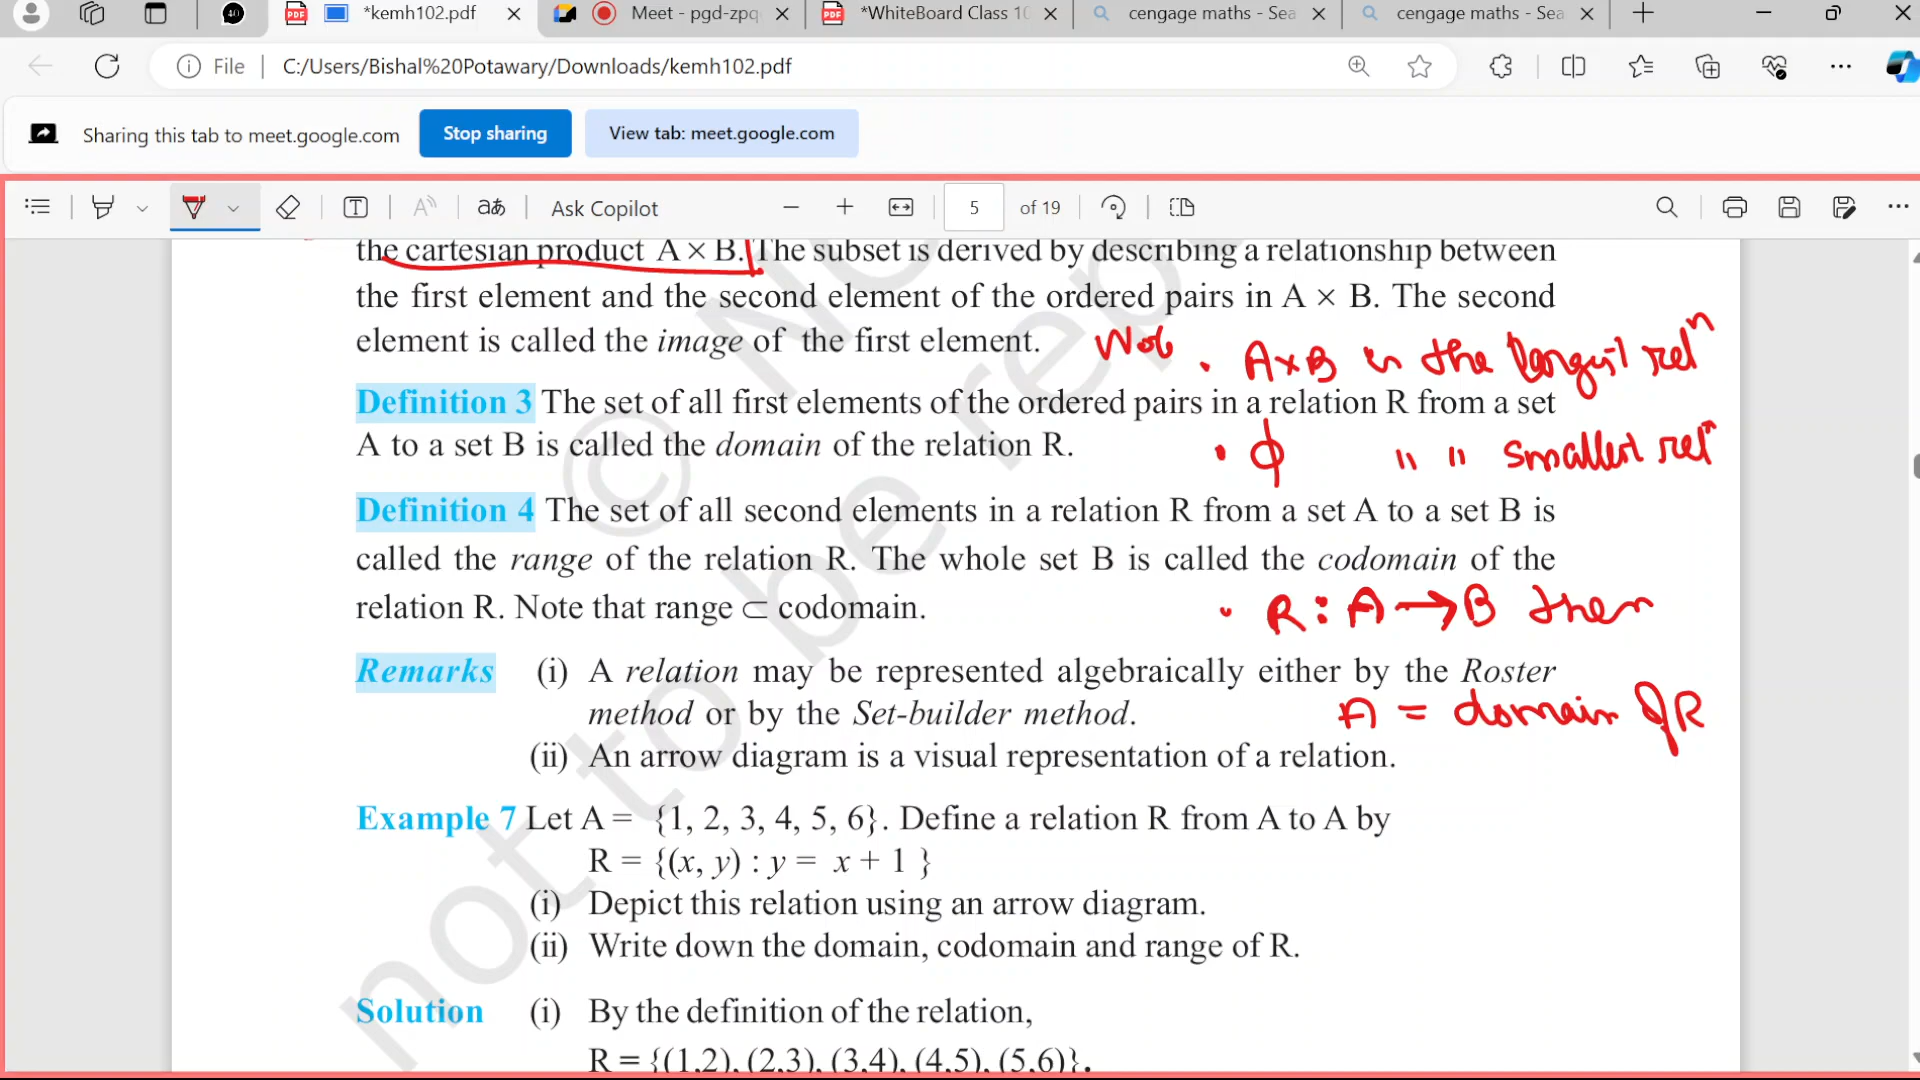 *kemh102.pdf
Meet - pgd-zpq
*WhiteBoard Class 10
cengage maths - Sea
cengage maths - Sea
File
C:/Users/Bishal%20Potawary/Downloads/kemh102.pdf
Sharing this tab to meet.google.com
Stop sharing
View tab: meet.google.com
Ask Copilot
5
of 19
the cartesian product A × B. The subset is derived by describing a relationship between
the first element and the second element of the ordered pairs in A × B. The second
element is called the image of the first element.
• A×B is the largest relⁿ
Definition 3 The set of all first elements of the ordered pairs in a relation R from a set
A to a set B is called the domain of the relation R.
• ϕ " " smallest relⁿ
Definition 4 The set of all second elements in a relation R from a set A to a set B is
called the range of the relation R. The whole set B is called the codomain of the
relation R. Note that range ⊂ codomain.
• R : A → B then
Remarks (i) A relation may be represented algebraically either by the Roster
method or by the Set-builder method.
A = domain of R
(ii) An arrow diagram is a visual representation of a relation.
Example 7 Let A = {1, 2, 3, 4, 5, 6}. Define a relation R from A to A by
R = {(x, y) : y = x + 1 }
(i) Depict this relation using an arrow diagram.
(ii) Write down the domain, codomain and range of R.
Solution (i) By the definition of the relation,
R = {(1,2), (2,3), (3,4), (4,5), (5,6)}.
not to be rep